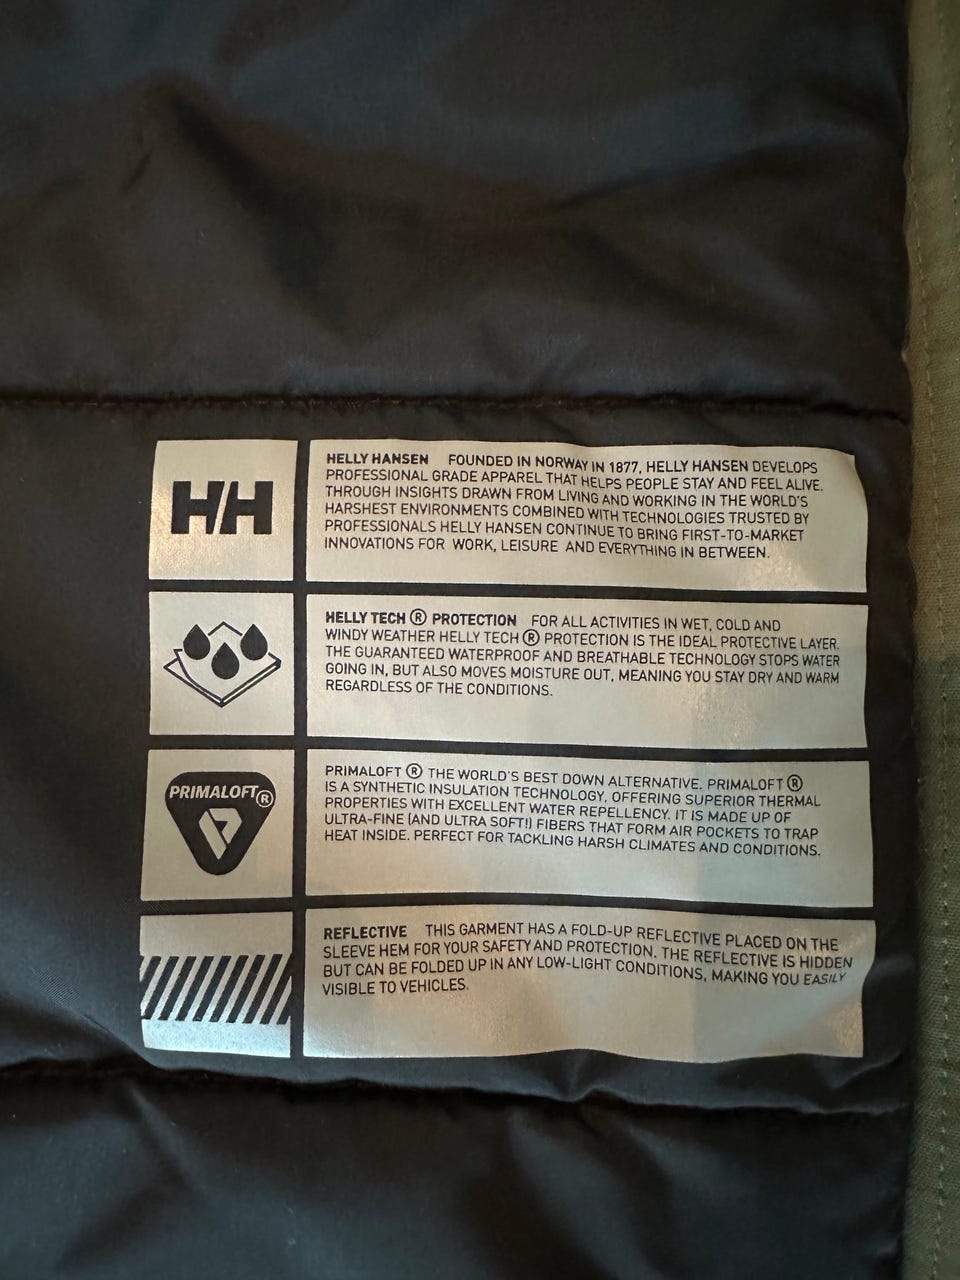 HH
HELLY HANSEN FOUNDED IN NORWAY IN 1877, HELLY HANSEN DEVELOPS
PROFESSIONAL GRADE APPAREL THAT HELPS PEOPLE STAY AND FEEL ALIVE.
THROUGH INSIGHTS DRAWN FROM LIVING AND WORKING IN THE WORLD'S
HARSHEST ENVIRONMENTS COMBINED WITH TECHNOLOGIES TRUSTED BY
PROFESSIONALS HELLY HANSEN CONTINUE TO BRING FIRST-TO-MARKET
INNOVATIONS FOR WORK, LEISURE AND EVERYTHING IN BETWEEN.
HELLY TECH ® PROTECTION FOR ALL ACTIVITIES IN WET, COLD AND
WINDY WEATHER HELLY TECH ® PROTECTION IS THE IDEAL PROTECTIVE LAYER.
THE GUARANTEED WATERPROOF AND BREATHABLE TECHNOLOGY STOPS WATER
GOING IN, BUT ALSO MOVES MOISTURE OUT, MEANING YOU STAY DRY AND WARM
REGARDLESS OF THE CONDITIONS.
PRIMALOFT®
PRIMALOFT ® THE WORLD'S BEST DOWN ALTERNATIVE. PRIMALOFT ®
IS A SYNTHETIC INSULATION TECHNOLOGY, OFFERING SUPERIOR THERMAL
PROPERTIES WITH EXCELLENT WATER REPELLENCY. IT IS MADE UP OF
ULTRA-FINE (AND ULTRA SOFT!) FIBERS THAT FORM AIR POCKETS TO TRAP
HEAT INSIDE. PERFECT FOR TACKLING HARSH CLIMATES AND CONDITIONS.
REFLECTIVE THIS GARMENT HAS A FOLD-UP REFLECTIVE PLACED ON THE
SLEEVE HEM FOR YOUR SAFETY AND PROTECTION. THE REFLECTIVE IS HIDDEN
BUT CAN BE FOLDED UP IN ANY LOW-LIGHT CONDITIONS, MAKING YOU EASILY
VISIBLE TO VEHICLES.